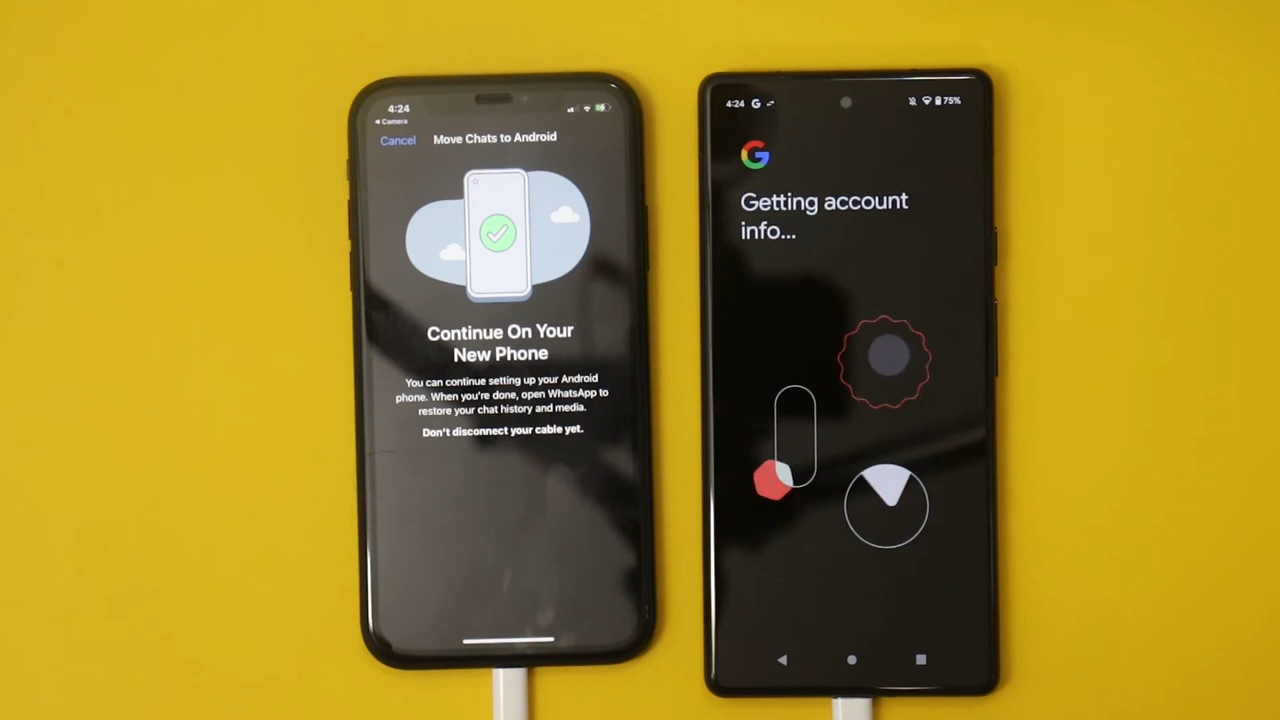 4:24
◀ Camera
Cancel
Move Chats to Android
Continue On Your
New Phone
You can continue setting up your Android
phone. When you're done, open WhatsApp to
restore your chat history and media.
Don't disconnect your cable yet.
4:24 G
75%
G
Getting account
info...